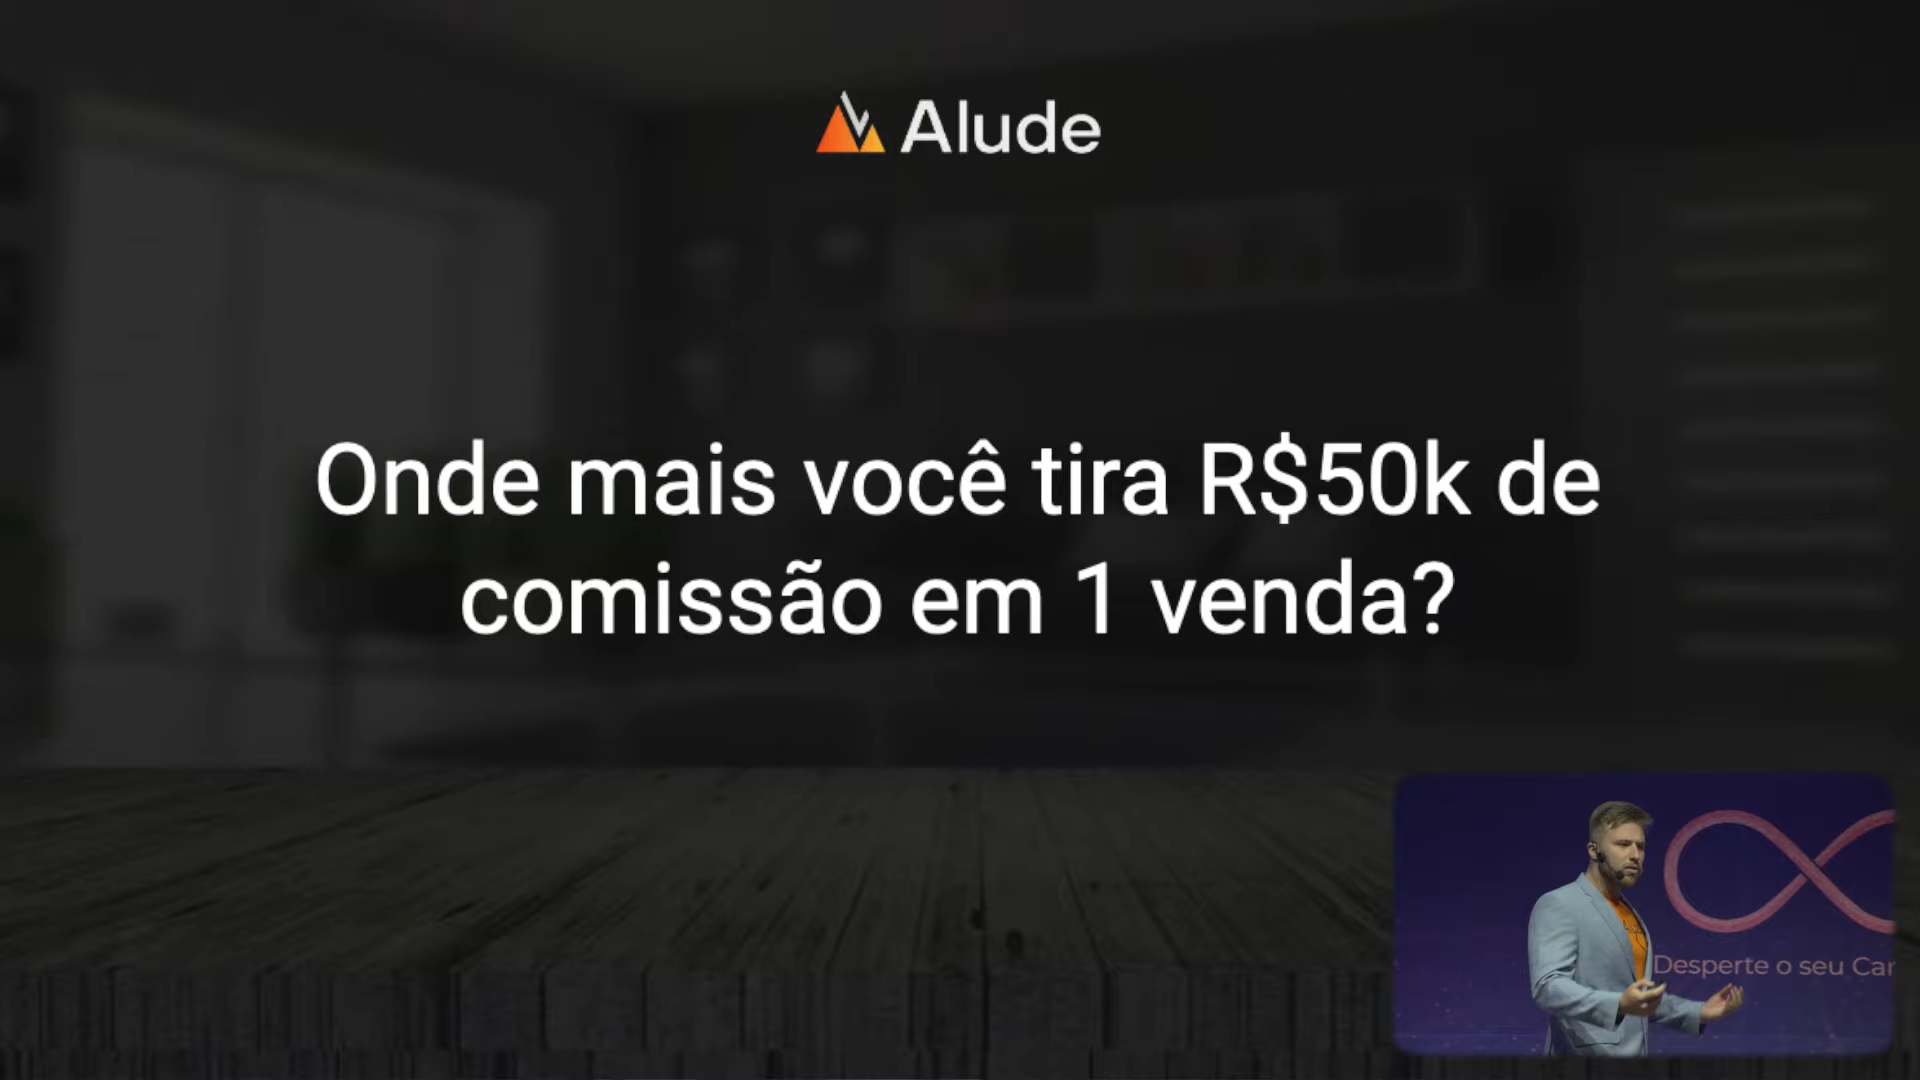 Alude
Onde mais você tira R$50k de
comissão em 1 venda?
Desperte o seu Car